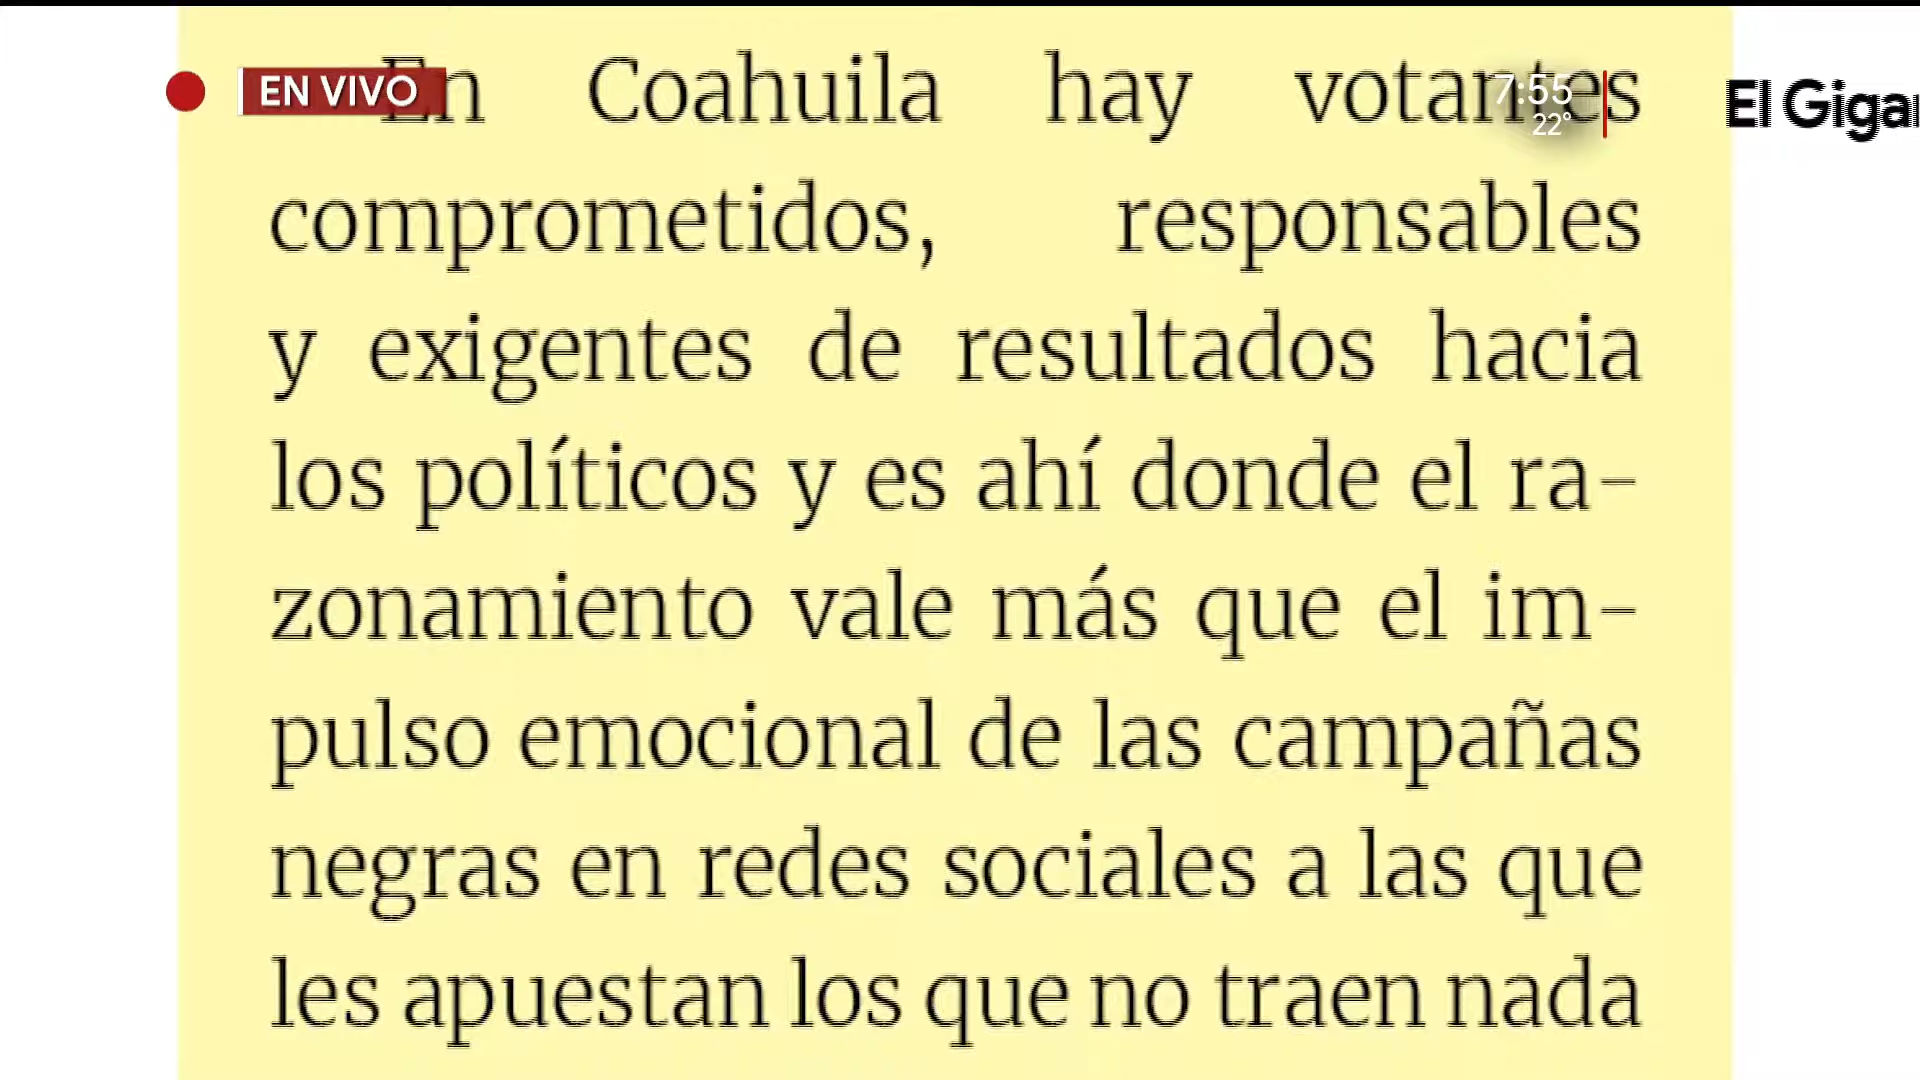 EN VIVO
7:55
22°
En Coahuila hay votantes
comprometidos, responsables
y exigentes de resultados hacia
los políticos y es ahí donde el ra-
zonamiento vale más que el im-
pulso emocional de las campañas
negras en redes sociales a las que
les apuestan los que no traen nada
El